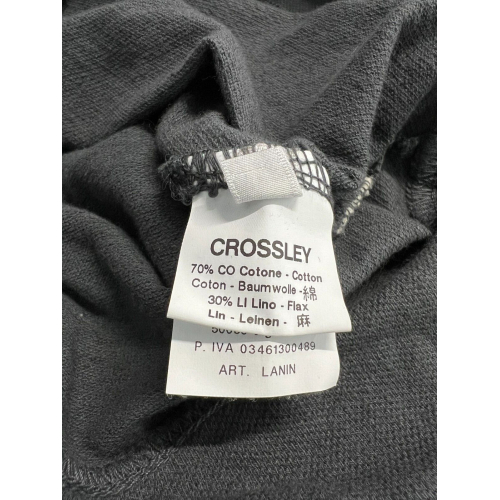 CROSSLEY
70% CO Cotone - Cotton
Coton - Baumwolle - 綿
30% LI Lino - Flax
Lin - Leinen - 麻
P. IVA 03461300489
ART. LANIN